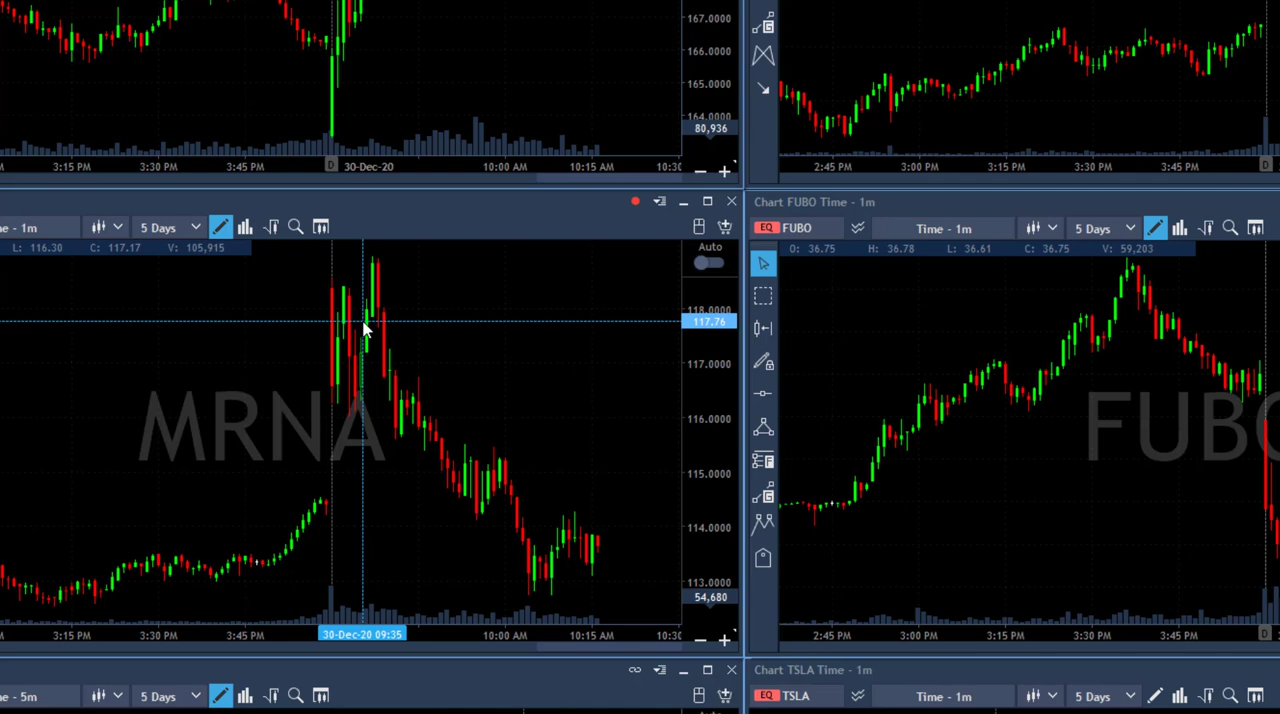 167.0000
166.0000
165.0000
164.0000
80,936
3:15 PM 3:30 PM 3:45 PM D 30-Dec-20 10:00 AM 10:15 AM 10:30
2:45 PM 3:00 PM 3:15 PM 3:30 PM 3:45 PM D
Chart FUBO Time - 1m
e - 1m 5 Days
EQ FUBO Time - 1m 5 Days
L: 116.30 C: 117.17 V: 105,915
Auto
O: 36.75 H: 36.78 L: 36.61 C: 36.75 V: 59,203
118.0000
117.76
117.0000
116.0000
115.0000
114.0000
113.0000
54,680
MRNA
FUBO
3:15 PM 3:30 PM 3:45 PM 30-Dec-20 09:35 10:00 AM 10:15 AM 10:30
2:45 PM 3:00 PM 3:15 PM 3:30 PM 3:45 PM D
Chart TSLA Time - 1m
e - 5m 5 Days
EQ TSLA Time - 1m 5 Days
Auto